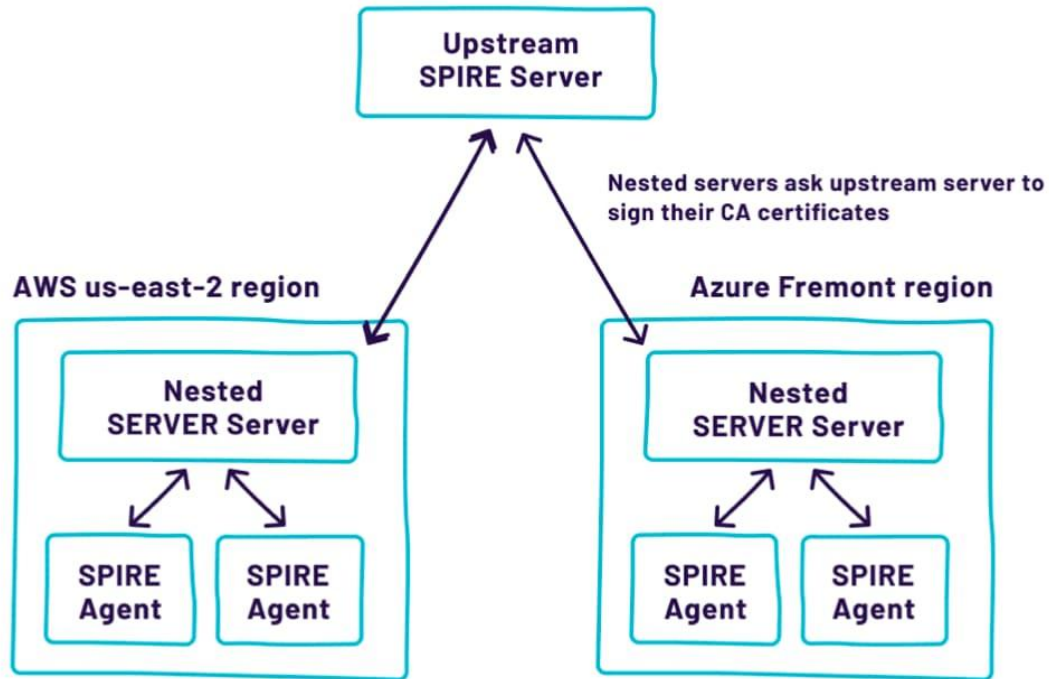 Upstream
SPIRE Server
Nested servers ask upstream server to
sign their CA certificates
AWS us-east-2 region
Azure Fremont region
Nested
SERVER Server
Nested
SERVER Server
SPIRE
Agent
SPIRE
Agent
SPIRE
Agent
SPIRE
Agent